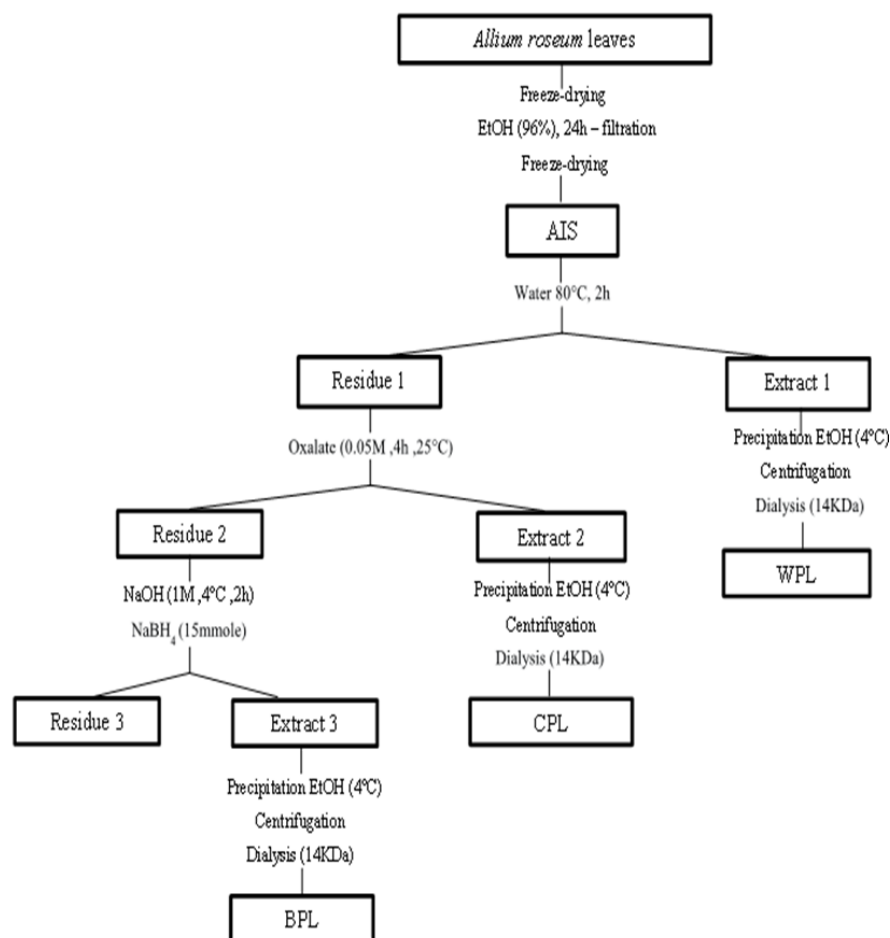 Allium roseum leaves
Freeze-drying
EtOH (96%), 24h – filtration
Freeze-drying
AIS
Water 80°C, 2h
Residue 1
Extract 1
Oxalate (0.05M ,4h ,25°C)
Precipitation EtOH (4°C)
Centrifugation
Dialysis (14KDa)
WPL
Residue 2
Extract 2
NaOH (1M ,4°C ,2h)
NaBH4 (15mmole)
Precipitation EtOH (4°C)
Centrifugation
Dialysis (14KDa)
CPL
Residue 3
Extract 3
Precipitation EtOH (4°C)
Centrifugation
Dialysis (14KDa)
BPL